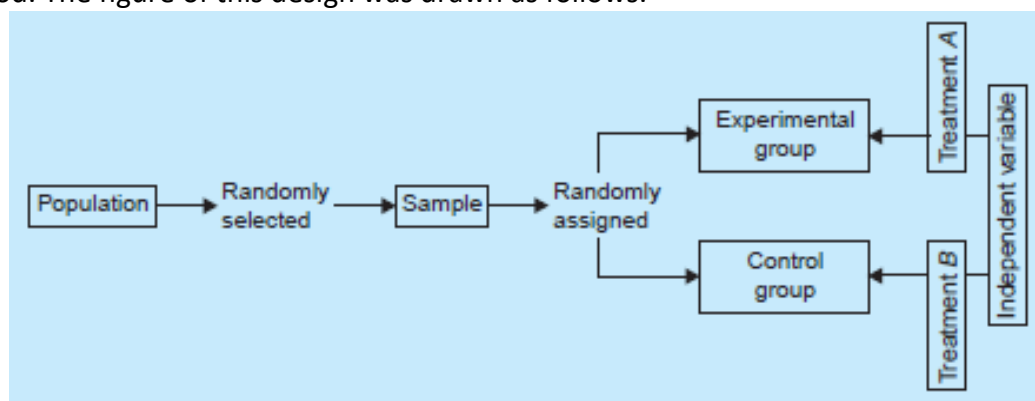 The figure of this design was drawn as follows:
Population
Randomly
selected
Sample
Randomly
assigned
Experimental
group
Treatment A
Independent variable
Control
group
Treatment B